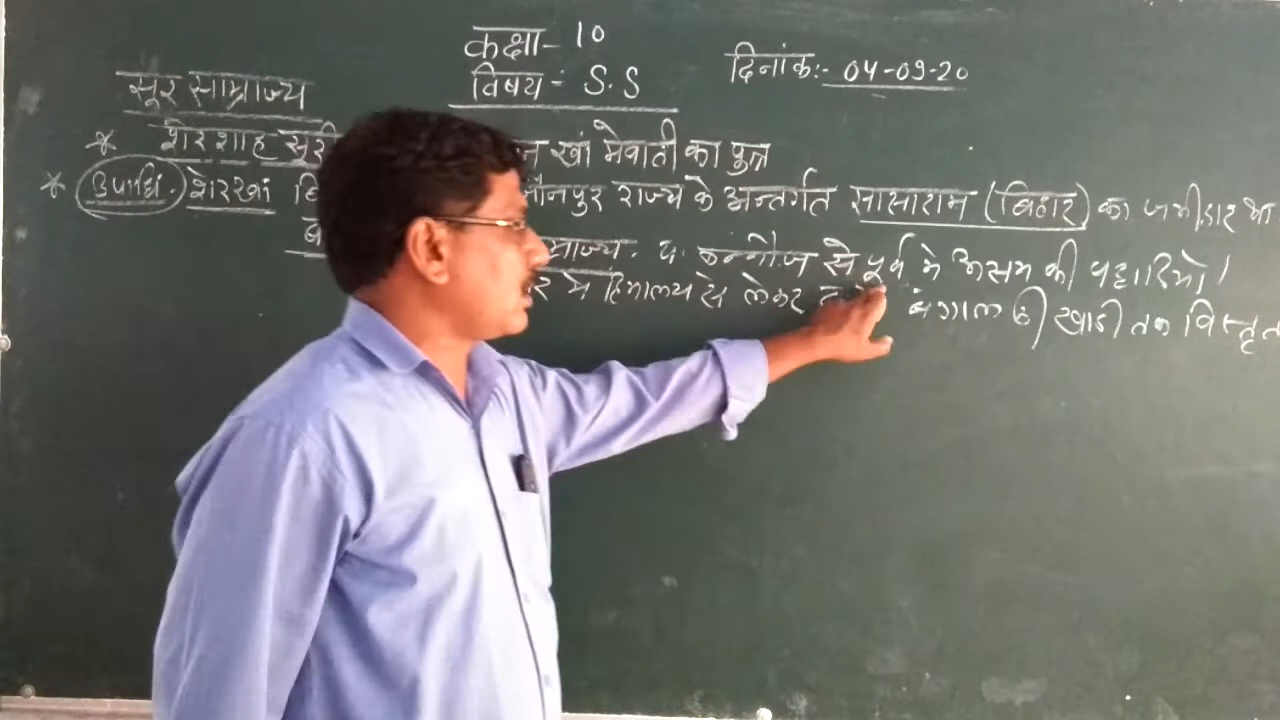 कक्षा- 10
विषय - S.S
दिनांक:- 04-09-20
सूर साम्राज्य
* शेरशाह सूरी खां मेवाती का पुत्र
* उपाधि. शेरखां जौनपुर राज्य के अन्तर्गत सासाराम (बिहार) का जमीदार था
प. कन्नौज से पूर्व मे असम की पहाडियो।
मे हिमालय से लेकर बंगाल की खाडी तक विस्तृत